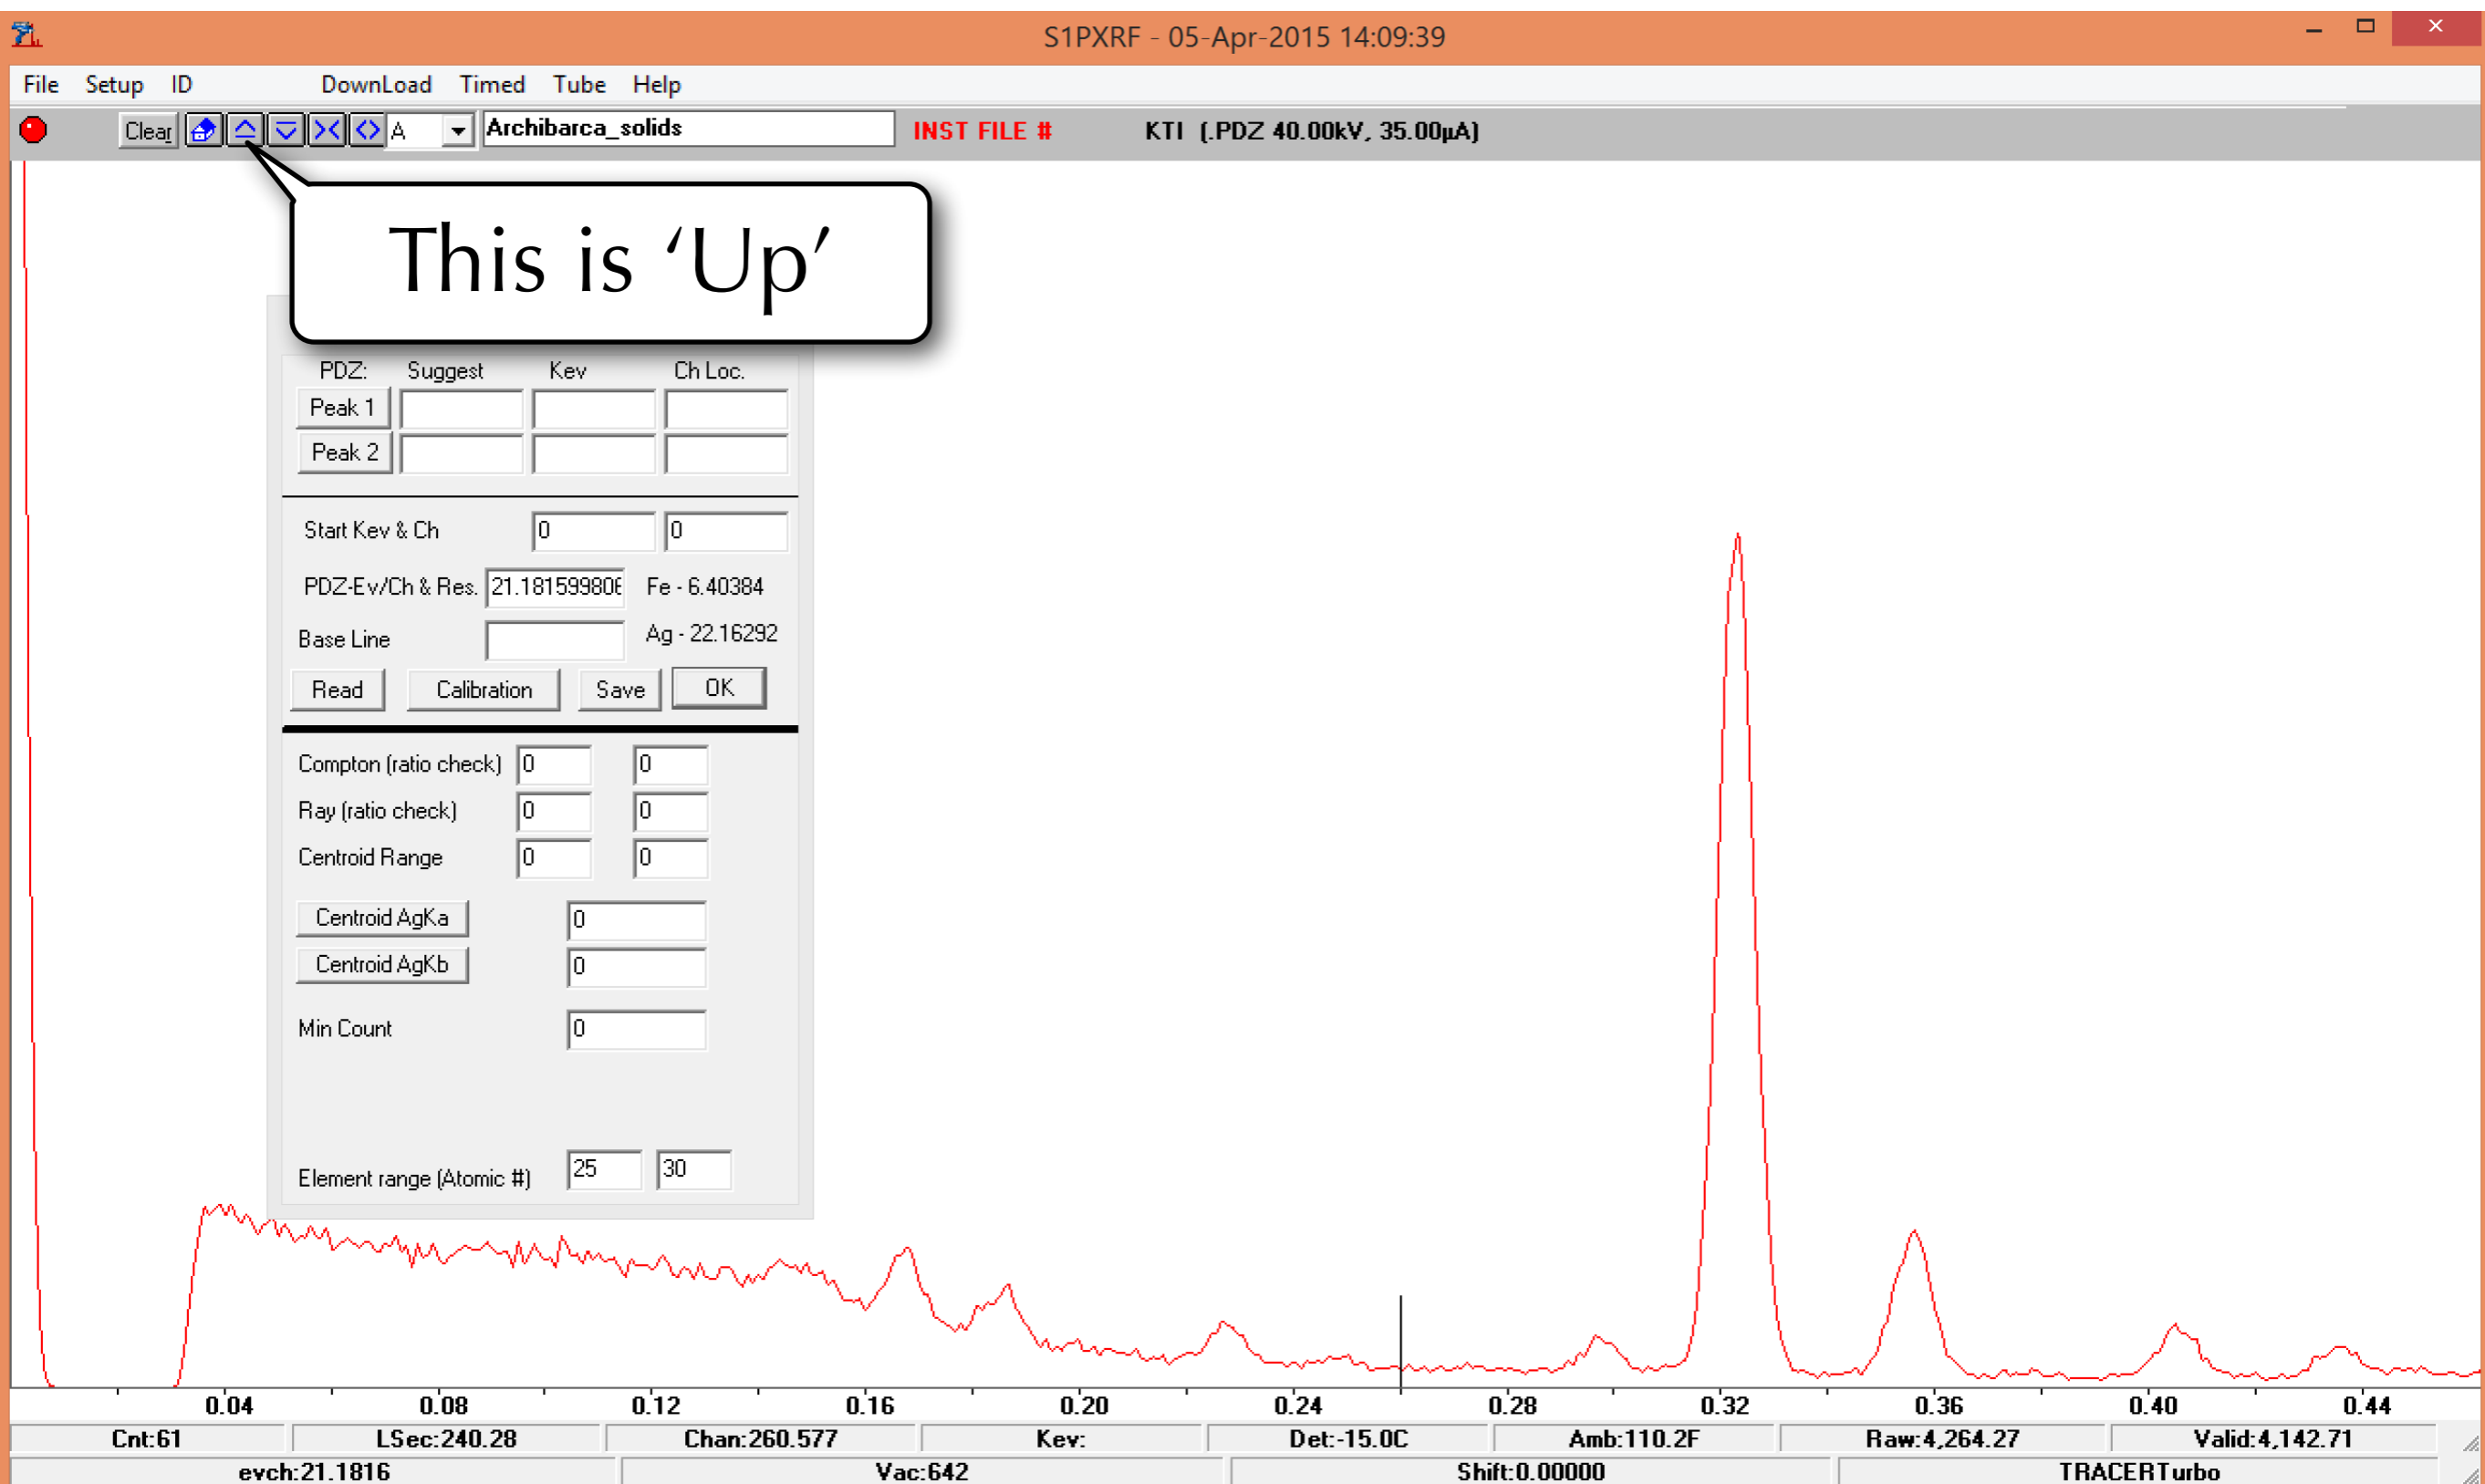 S1PXRF - 05-Apr-2015 14:09:39
File Setup ID DownLoad Timed Tube Help
Clear A Archibarca_solids INST FILE # KTI (.PDZ 40.00kV, 35.00µA)
This is ‘Up’
PDZ: Suggest Kev Ch Loc.
Peak 1
Peak 2
Start Kev & Ch 0 0
PDZ-Ev/Ch & Res. 21.181599806 Fe - 6.40384
Base Line Ag - 22.16292
Read Calibration Save OK
Compton (ratio check) 0 0
Ray (ratio check) 0 0
Centroid Range 0 0
Centroid AgKa 0
Centroid AgKb 0
Min Count 0
Element range (Atomic #) 25 30
0.04 0.08 0.12 0.16 0.20 0.24 0.28 0.32 0.36 0.40 0.44
Cnt:61 LSec:240.28 Chan:260.577 Kev: Det:-15.0C Amb:110.2F Raw:4,264.27 Valid:4,142.71
evch:21.1816 Vac:642 Shift:0.00000 TRACERTurbo